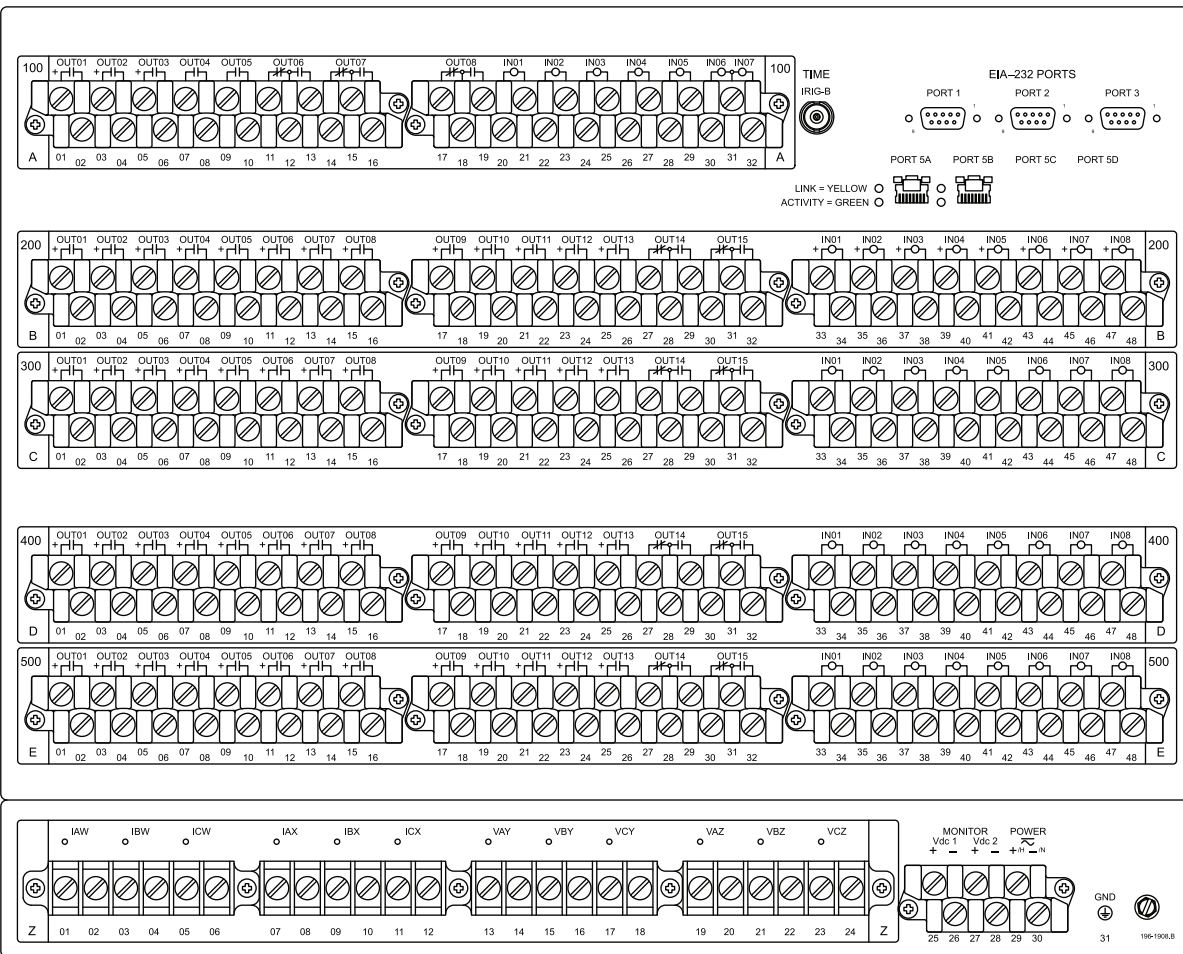 100 OUT01 OUT02 OUT03 OUT04 OUT05 OUT06 OUT07 OUT08 IN01 IN02 IN03 IN04 IN05 IN06 IN07 100
+ + +
A 01 02 03 04 05 06 07 08 09 10 11 12 13 14 15 16 17 18 19 20 21 22 23 24 25 26 27 28 29 30 31 32 A
TIME
IRIG-B
EIA–232 PORTS
PORT 1 PORT 2 PORT 3
PORT 5A PORT 5B PORT 5C PORT 5D
LINK = YELLOW
ACTIVITY = GREEN
200 OUT01 OUT02 OUT03 OUT04 OUT05 OUT06 OUT07 OUT08 OUT09 OUT10 OUT11 OUT12 OUT13 OUT14 OUT15 IN01 IN02 IN03 IN04 IN05 IN06 IN07 IN08 200
+ + + + + + + + + + + + + + + + + + + + +
B 01 02 03 04 05 06 07 08 09 10 11 12 13 14 15 16 17 18 19 20 21 22 23 24 25 26 27 28 29 30 31 32 33 34 35 36 37 38 39 40 41 42 43 44 45 46 47 48 B
300 OUT01 OUT02 OUT03 OUT04 OUT05 OUT06 OUT07 OUT08 OUT09 OUT10 OUT11 OUT12 OUT13 OUT14 OUT15 IN01 IN02 IN03 IN04 IN05 IN06 IN07 IN08 300
C 01 02 03 04 05 06 07 08 09 10 11 12 13 14 15 16 17 18 19 20 21 22 23 24 25 26 27 28 29 30 31 32 33 34 35 36 37 38 39 40 41 42 43 44 45 46 47 48 C
400 OUT01 OUT02 OUT03 OUT04 OUT05 OUT06 OUT07 OUT08 OUT09 OUT10 OUT11 OUT12 OUT13 OUT14 OUT15 IN01 IN02 IN03 IN04 IN05 IN06 IN07 IN08 400
+ + + + + + + + + + + + +
D 01 02 03 04 05 06 07 08 09 10 11 12 13 14 15 16 17 18 19 20 21 22 23 24 25 26 27 28 29 30 31 32 33 34 35 36 37 38 39 40 41 42 43 44 45 46 47 48 D
500 OUT01 OUT02 OUT03 OUT04 OUT05 OUT06 OUT07 OUT08 OUT09 OUT10 OUT11 OUT12 OUT13 OUT14 OUT15 IN01 IN02 IN03 IN04 IN05 IN06 IN07 IN08 500
+ + + + + + + + + + + + +
E 01 02 03 04 05 06 07 08 09 10 11 12 13 14 15 16 17 18 19 20 21 22 23 24 25 26 27 28 29 30 31 32 33 34 35 36 37 38 39 40 41 42 43 44 45 46 47 48 E
IAW IBW ICW IAX IBX ICX VAY VBY VCY VAZ VBZ VCZ
Z 01 02 03 04 05 06 07 08 09 10 11 12 13 14 15 16 17 18 19 20 21 22 23 24 Z
MONITOR POWER
Vdc 1 Vdc 2
+ − + − +/H −/N
25 26 27 28 29 30
GND
31
196-1908.B